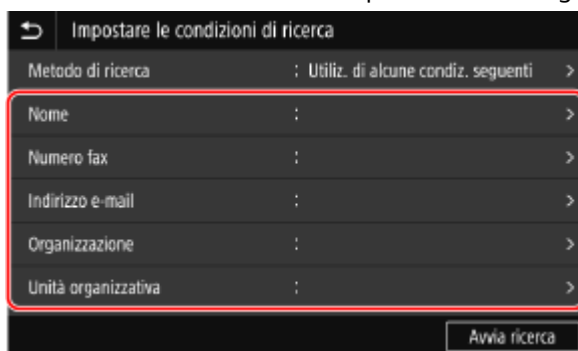 Impostare le condizioni di ricerca
Metodo di ricerca : Utiliz. di alcune condiz. seguenti >
Nome : >
Numero fax : >
Indirizzo e-mail : >
Organizzazione : >
Unità organizzativa : >
Avvia ricerca